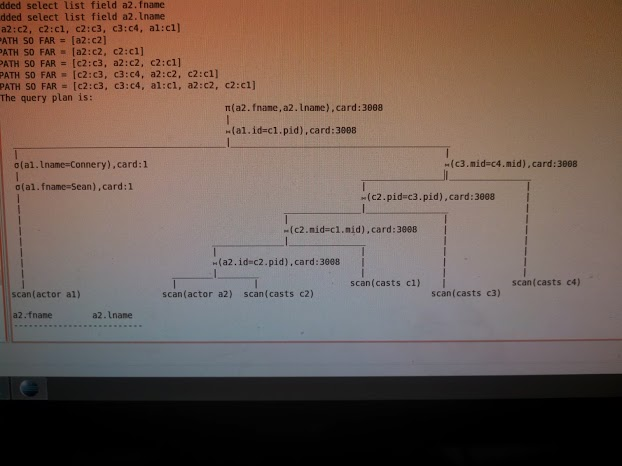 dded select list field a2.fname
dded select list field a2.lname
a2:c2, c2:c1, c2:c3, c3:c4, a1:c1]
PATH SO FAR = [a2:c2]
PATH SO FAR = [a2:c2, c2:c1]
PATH SO FAR = [c2:c3, a2:c2, c2:c1]
PATH SO FAR = [c2:c3, c3:c4, a2:c2, c2:c1]
PATH SO FAR = [c2:c3, c3:c4, a1:c1, a2:c2, c2:c1]
The query plan is:
π(a2.fname,a2.lname),card:3008
⋈(a1.id=c1.pid),card:3008
σ(a1.lname=Connery),card:1 ⋈(c3.mid=c4.mid),card:3008
σ(a1.fname=Sean),card:1
⋈(c2.pid=c3.pid),card:3008
⋈(c2.mid=c1.mid),card:3008
⋈(a2.id=c2.pid),card:3008
scan(casts c1) scan(casts c4)
scan(actor a1) scan(actor a2) scan(casts c2) scan(casts c3)
a2.fname a2.lname